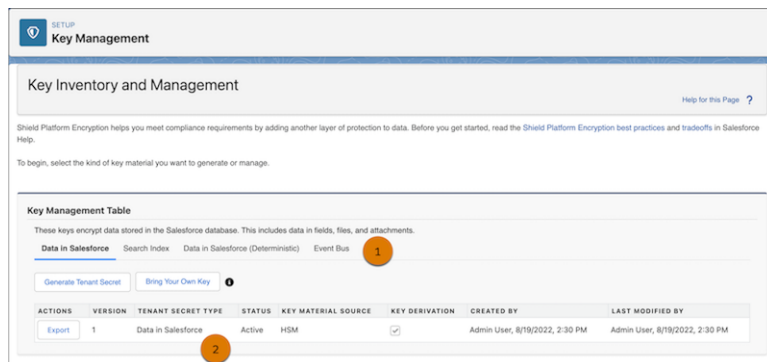 SETUP
Key Management
Key Inventory and Management
Help for this Page ?
Shield Platform Encryption helps you meet compliance requirements by adding another layer of protection to data. Before you get started, read the Shield Platform Encryption best practices and tradeoffs in Salesforce
Help.
To begin, select the kind of key material you want to generate or manage.
Key Management Table
These keys encrypt data stored in the Salesforce database. This includes data in fields, files, and attachments.
Data in Salesforce Search Index Data in Salesforce (Deterministic) Event Bus 1
Generate Tenant Secret Bring Your Own Key i
ACTIONS VERSION TENANT SECRET TYPE STATUS KEY MATERIAL SOURCE KEY DERIVATION CREATED BY LAST MODIFIED BY
Export 1 Data in Salesforce Active HSM Admin User, 8/19/2022, 2:30 PM Admin User, 8/19/2022, 2:30 PM
2